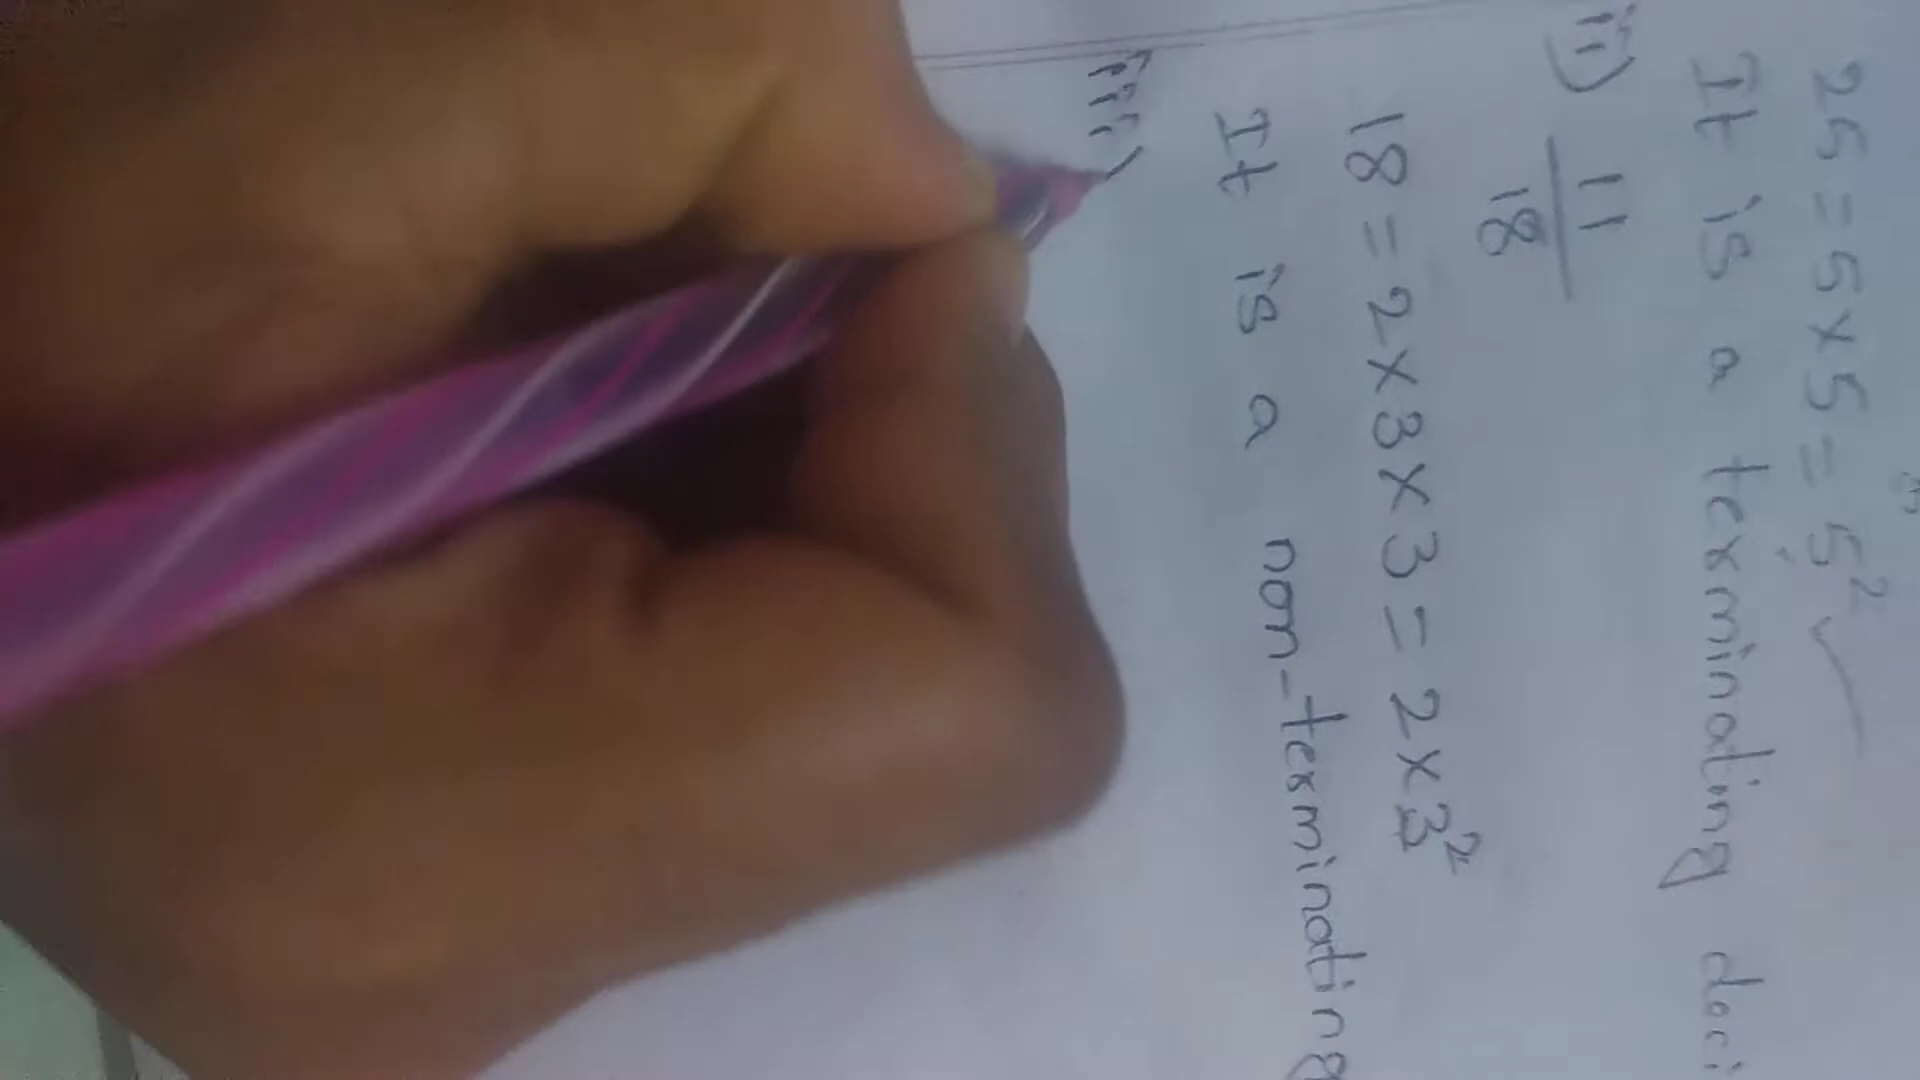 25 = 5 x 5 = 5²
It is a terminating deci
ii) 11
18
18 = 2 x 3 x 3 = 2 x 3²
It is a non-terminating
iii)